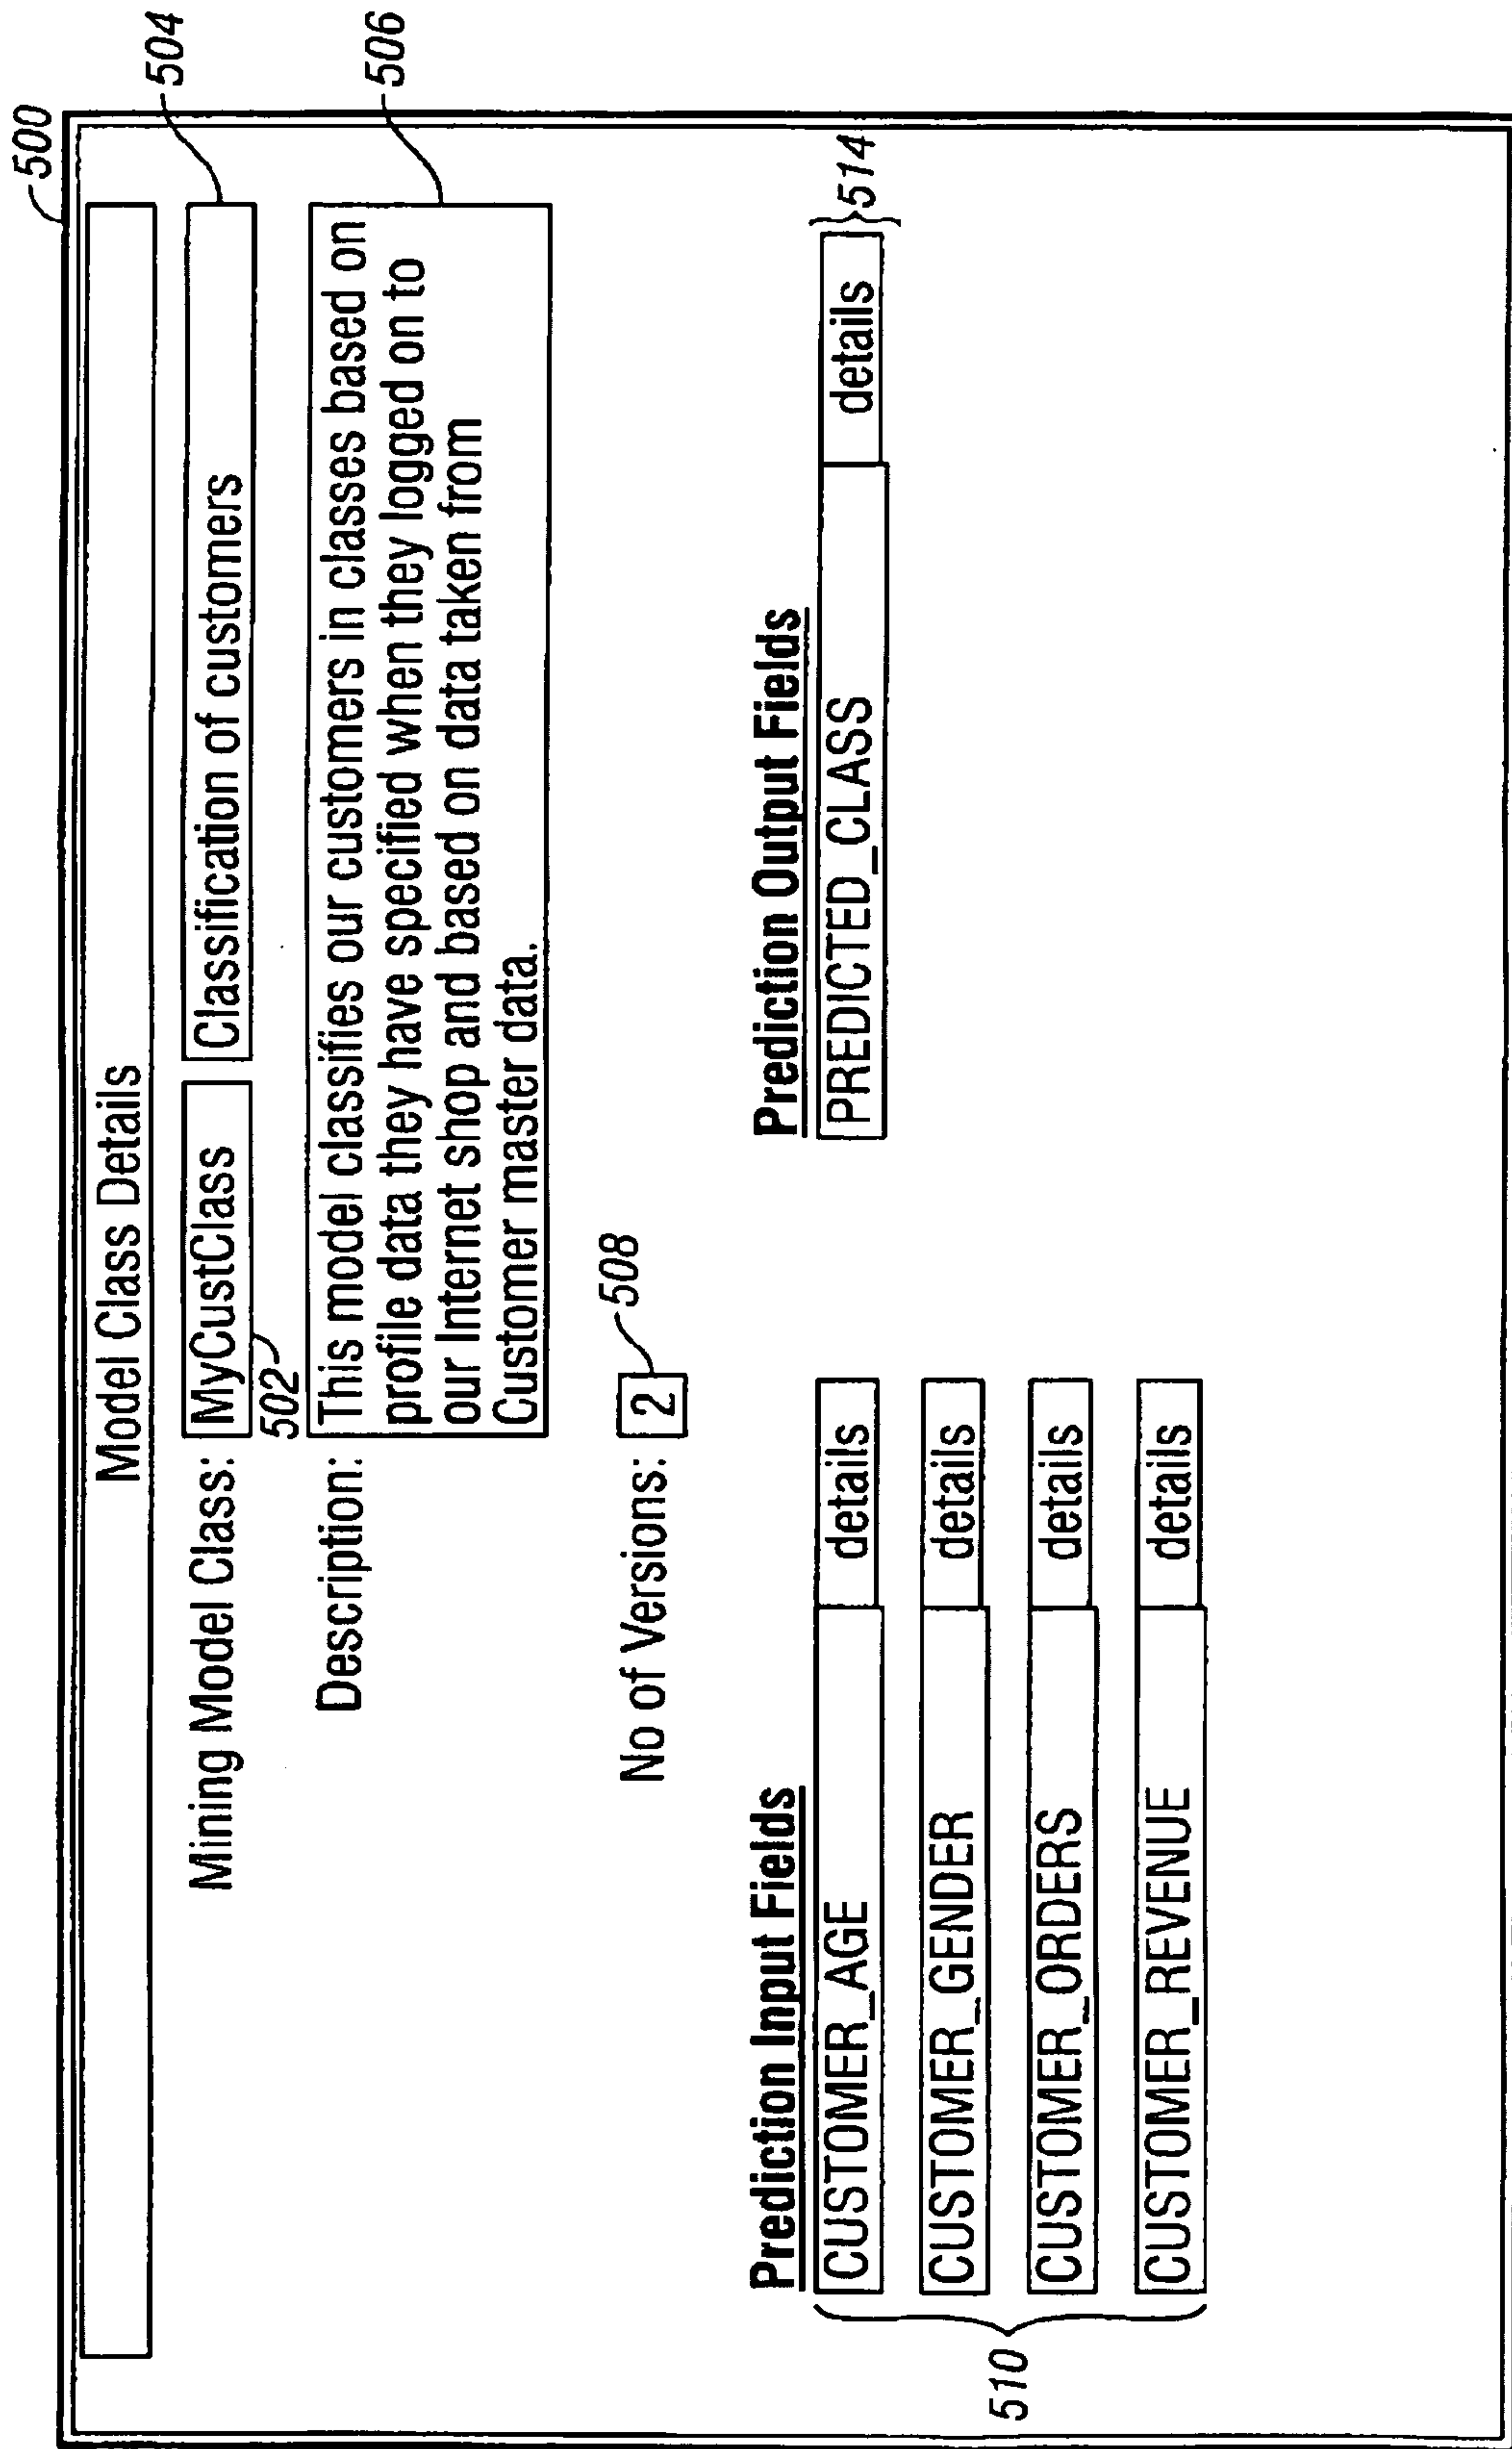 500
Model Class Details
Mining Model Class: MyCustClass Classification of customers
502
504
Description: This model classifies our customers in classes based on
profile data they have specified when they logged on to
our Internet shop and based on data taken from
Customer master data.
506
No of Versions: 2
508
Prediction Input Fields
CUSTOMER_AGE details
CUSTOMER_GENDER details
CUSTOMER_ORDERS details
CUSTOMER_REVENUE details
510
Prediction Output Fields
PREDICTED_CLASS details
514